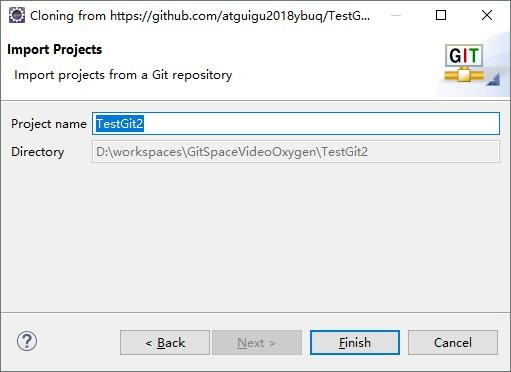 Cloning from https://github.com/atguigu2018ybuq/TestG...
Import Projects
Import projects from a Git repository
GIT
Project name TestGit2
Directory D:\workspaces\GitSpaceVideoOxygen\TestGit2
? < Back Next > Finish Cancel